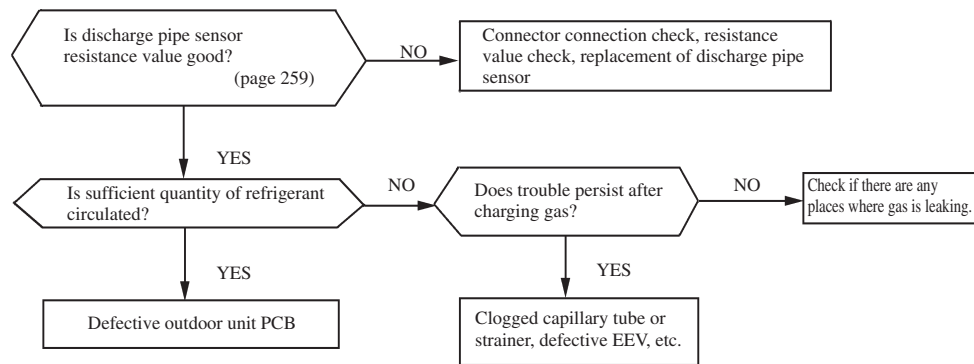 Is discharge pipe sensor
resistance value good?
(page 259)
NO
Connector connection check, resistance
value check, replacement of discharge pipe
sensor
YES
Is sufficient quantity of refrigerant
circulated?
NO
Does trouble persist after
charging gas?
NO
Check if there are any
places where gas is leaking.
YES
YES
Defective outdoor unit PCB
Clogged capillary tube or
strainer, defective EEV, etc.